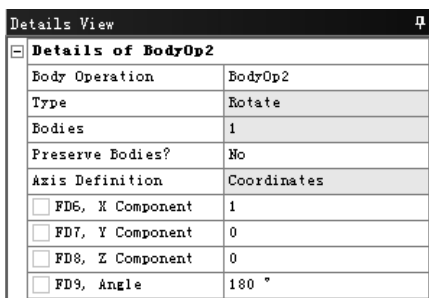 Details View
Details of BodyOp2
Body Operation BodyOp2
Type Rotate
Bodies 1
Preserve Bodies? No
Axis Definition Coordinates
FD6, X Component 1
FD7, Y Component 0
FD8, Z Component 0
FD9, Angle 180 °